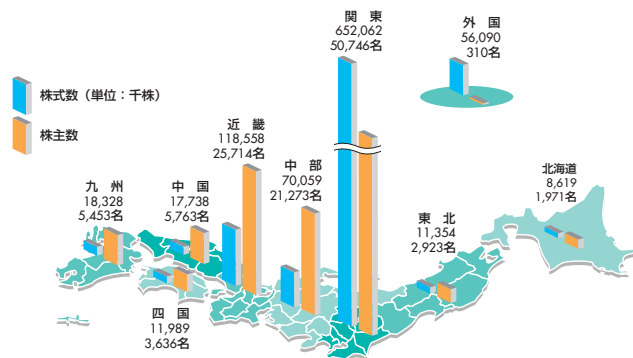 株式数（単位：千株）
株主数
関 東
652,062
50,746名
外 国
56,090
310名
近 畿
118,558
25,714名
中 部
70,059
21,273名
北海道
8,619
1,971名
九 州
18,328
5,453名
中 国
17,738
5,763名
東 北
11,354
2,923名
四 国
11,989
3,636名